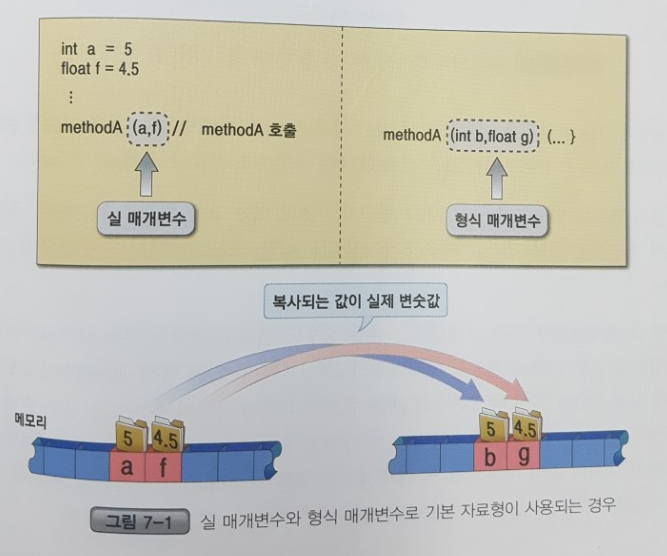 int a = 5
float f = 4.5
⋮
methodA (a,f) // methodA 호출
실 매개변수
methodA (int b,float g) {... }
형식 매개변수
복사되는 값이 실제 변숫값
메모리
5 4.5
a f
5 4.5
b g
그림 7-1 실 매개변수와 형식 매개변수로 기본 자료형이 사용되는 경우